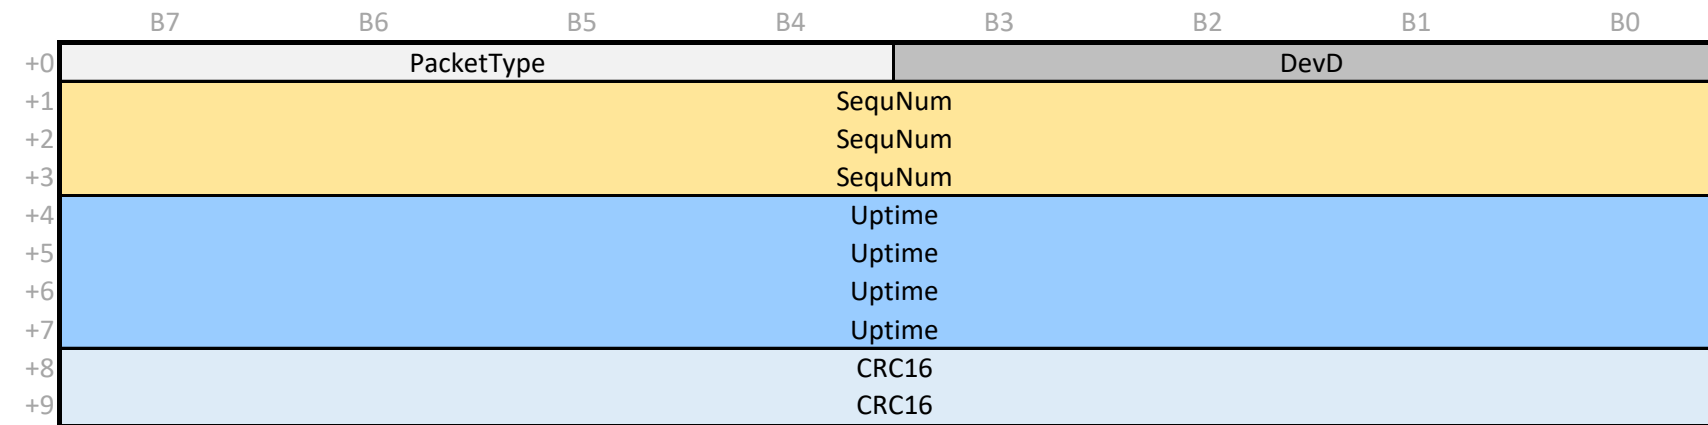 B7 B6 B5 B4 B3 B2 B1 B0
+0 PacketType DevD
+1 SequNum
+2 SequNum
+3 SequNum
+4 Uptime
+5 Uptime
+6 Uptime
+7 Uptime
+8 CRC16
+9 CRC16